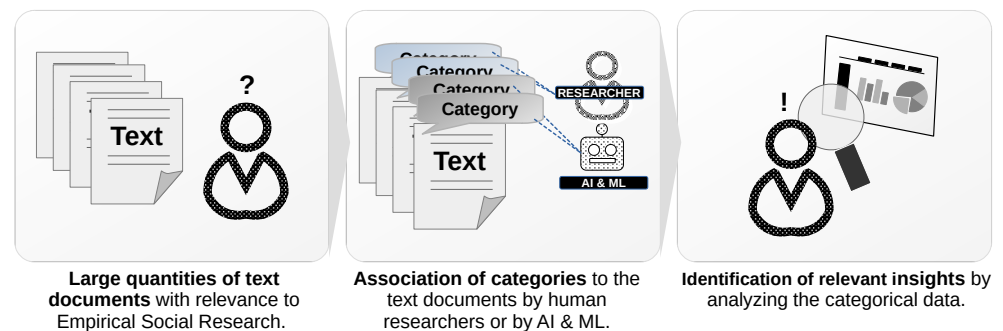 ?
Text
Category
Category
Category
Category
Text
RESEARCHER
AI & ML
!
Large quantities of text
documents with relevance to
Empirical Social Research.
Association of categories to the
text documents by human
researchers or by AI & ML.
Identification of relevant insights by
analyzing the categorical data.